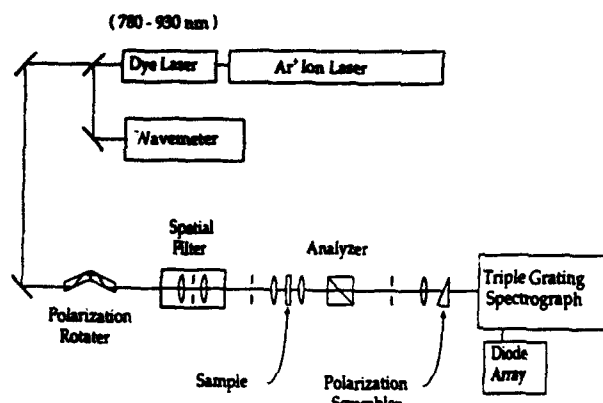 (780 - 930 nm)
Dye Laser
Ar⁺ Ion Laser
Wavemeter
Spatial
Filter
Analyzer
Triple Grating
Spectrograph
Polarization
Rotater
Diode
Array
Sample
Polarization